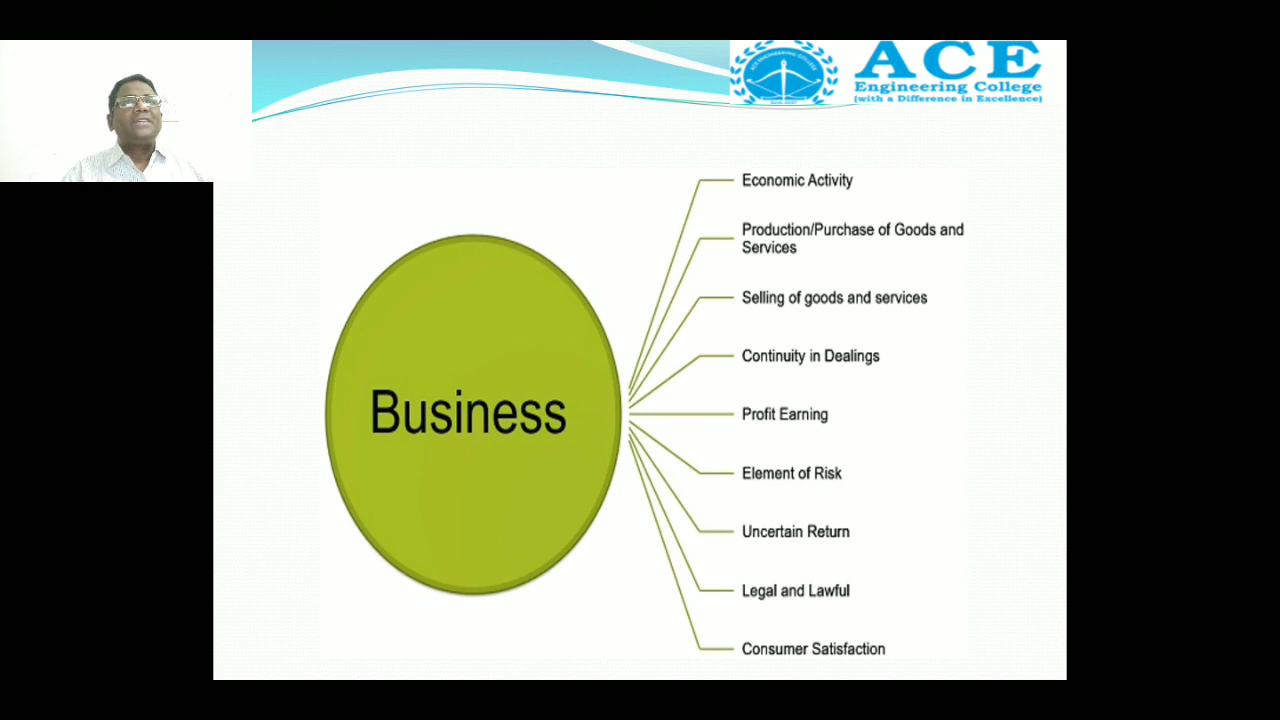 ACE
Engineering College
(with a Difference in Excellence)
Economic Activity
Production/Purchase of Goods and
Services
Selling of goods and services
Continuity in Dealings
Business
Profit Earning
Element of Risk
Uncertain Return
Legal and Lawful
Consumer Satisfaction